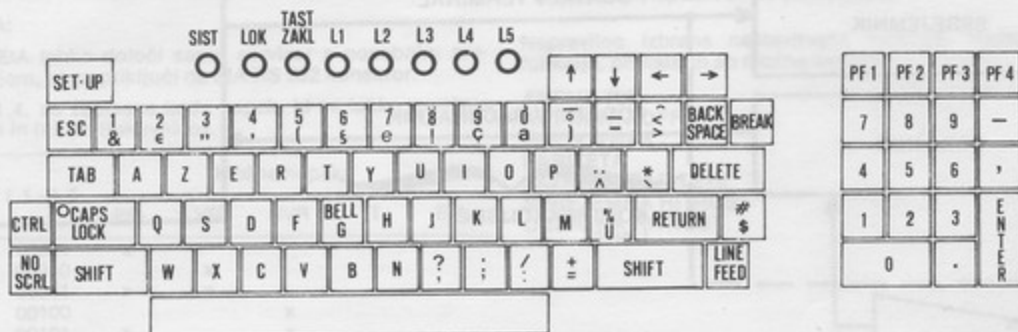 SIST LOK TAST ZAKL L1 L2 L3 L4 L5
SET-UP ↑ ↓ ← → PF1 PF2 PF3 PF4
ESC 1 & 2 € 3 " 4 ' 5 ( 6 § 7 e 8 ! 9 ç 0 a ° ) — = < > BACK SPACE BREAK 7 8 9 —
TAB A Z E R T Y U I O P ¨ ^ * ` DELETE 4 5 6 ,
CTRL CAPS LOCK Q S D F BELL G H J K L M % U RETURN # $ 1 2 3 ENTER
NO SCRL SHIFT W X C V B N ? , . ; / : + = SHIFT LINE FEED 0 .